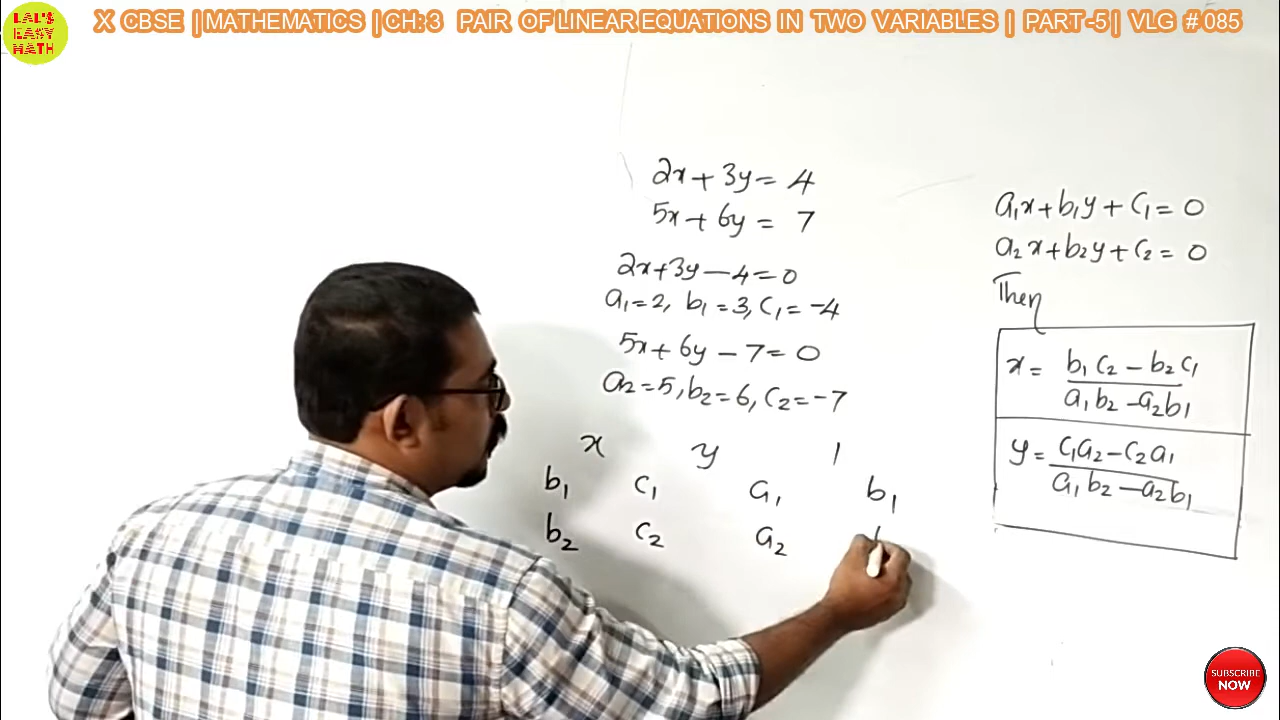 X CBSE | MATHEMATICS | CH: 3 PAIR OF LINEAR EQUATIONS IN TWO VARIABLES | PART -5 | VLG # 085
LAL'S
EASY
MATH
2x + 3y = 4
5x + 6y = 7
2x + 3y - 4 = 0
a₁ = 2, b₁ = 3, c₁ = -4
5x + 6y - 7 = 0
a₂ = 5, b₂ = 6, c₂ = -7
x y 1
b₁ c₁ a₁ b₁
b₂ c₂ a₂
a₁x + b₁y + c₁ = 0
a₂x + b₂y + c₂ = 0
Then
x = b₁c₂ - b₂c₁
a₁b₂ - a₂b₁
y = c₁a₂ - c₂a₁
a₁b₂ - a₂b₁
SUBSCRIBE
NOW